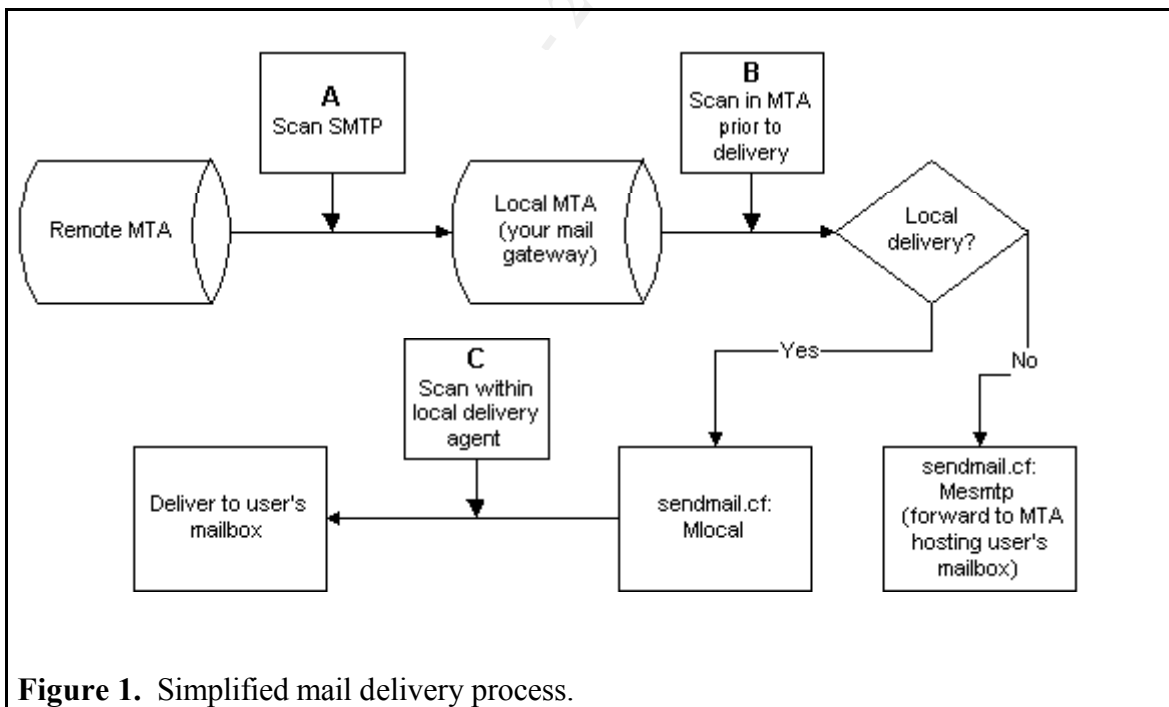 A
Scan SMTP
B
Scan in MTA
prior to
delivery
Remote MTA
Local MTA
(your mail
gateway)
Local
delivery?
Yes
No
C
Scan within
local delivery
agent
Deliver to user's
mailbox
sendmail.cf:
Mlocal
sendmail.cf:
Mesmtp
(forward to MTA
hosting user's
mailbox)
Figure 1. Simplified mail delivery process.